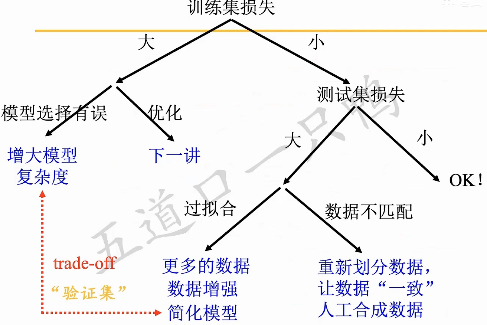 训练集损失
大
小
模型选择有误
优化
测试集损失
增大模型
复杂度
下一讲
大
小
OK!
过拟合
数据不匹配
trade-off
“验证集”
更多的数据
数据增强
简化模型
重新划分数据，
让数据“一致”
人工合成数据
五道口一只鸭